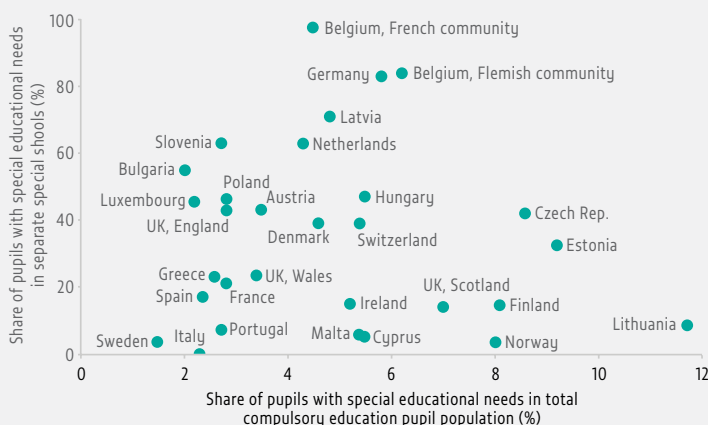 100
80
60
40
20
0
Share of pupils with special educational needs
in separate special shools (%)
Belgium, French community
Germany
Belgium, Flemish community
Latvia
Slovenia
Netherlands
Bulgaria
Poland
Luxembourg
Austria
Hungary
UK, England
Czech Rep.
Denmark
Switzerland
Estonia
Greece
UK, Wales
UK, Scotland
Spain
France
Ireland
Finland
Lithuania
Sweden
Italy
Portugal
Malta
Cyprus
Norway
0 2 4 6 8 10 12
Share of pupils with special educational needs in total
compulsory education pupil population (%)